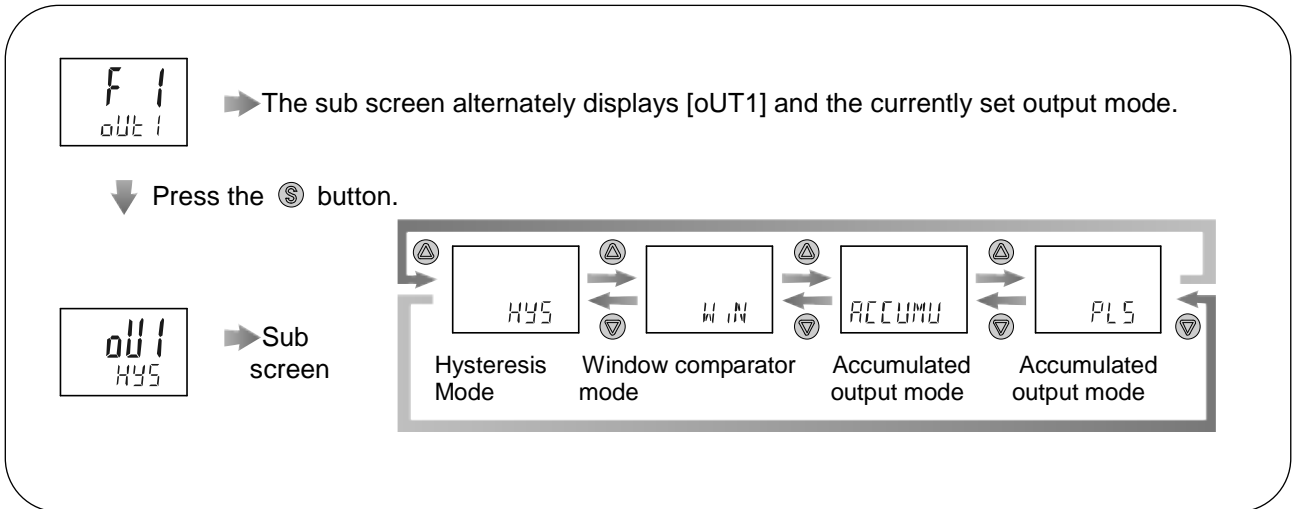 F 1
oUt 1
The sub screen alternately displays [oUT1] and the currently set output mode.
Press the S button.
HYS
WiN
ACCUMU
PLS
oU1
HYS
Sub
screen
Hysteresis
Mode
Window comparator
mode
Accumulated
output mode
Accumulated
output mode